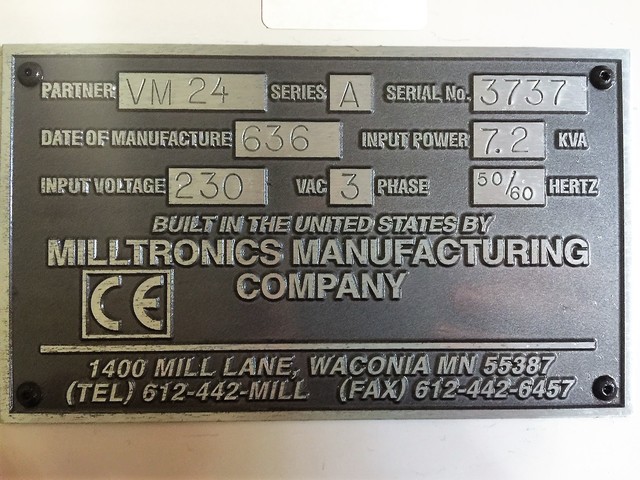 PARTNER VM 24 SERIES A SERIAL No. 3737
DATE OF MANUFACTURE 636 INPUT POWER 7.2 KVA
INPUT VOLTAGE 230 VAC 3 PHASE 50/60 HERTZ
BUILT IN THE UNITED STATES BY
MILLTRONICS MANUFACTURING
COMPANY
CE
1400 MILL LANE, WACONIA MN 55387
(TEL) 612-442-MILL (FAX) 612-442-6457